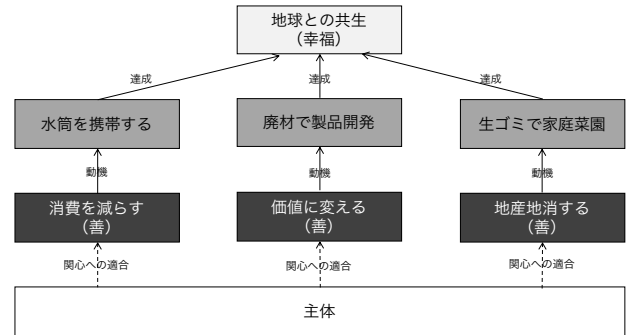 地球との共生
（幸福）
達成
達成
達成
水筒を携帯する
廃材で製品開発
生ゴミで家庭菜園
動機
動機
動機
消費を減らす
（善）
価値に変える
（善）
地産地消する
（善）
関心への適合
関心への適合
関心への適合
主体